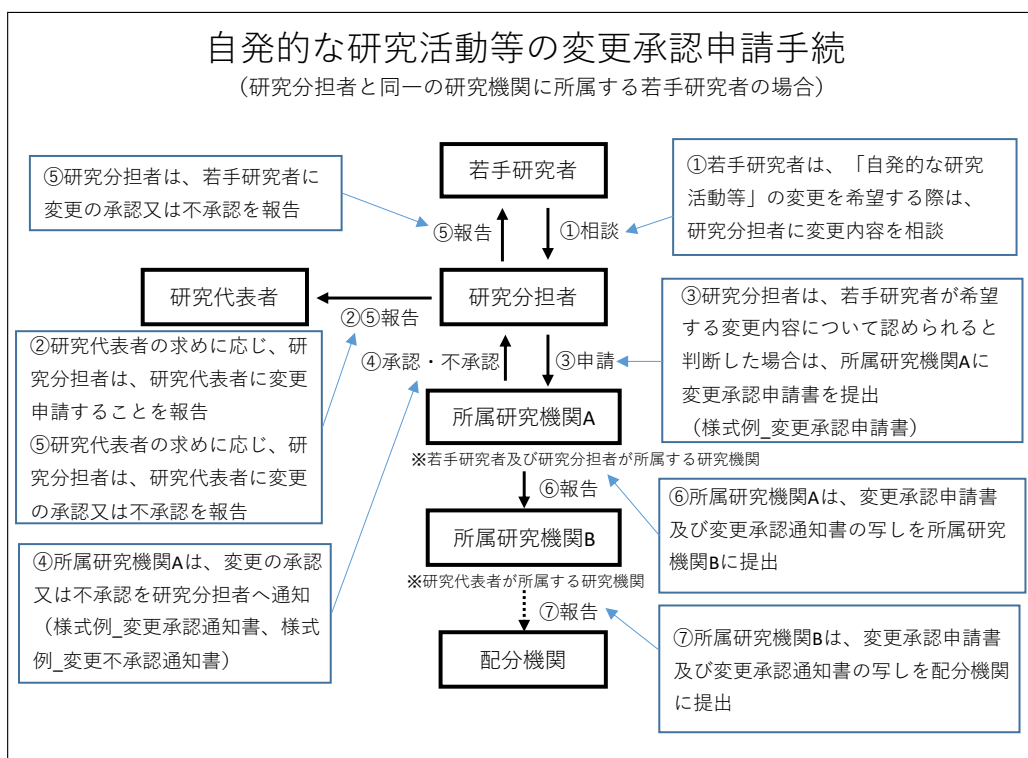 自発的な研究活動等の変更承認申請手続
（研究分担者と同一の研究機関に所属する若手研究者の場合）
⑤研究分担者は、若手研究者に
変更の承認又は不承認を報告
若手研究者
①若手研究者は、「自発的な研究
活動等」の変更を希望する際は、
研究分担者に変更内容を相談
⑤報告
①相談
研究代表者
研究分担者
②⑤報告
③研究分担者は、若手研究者が希望
する変更内容について認められると
判断した場合は、所属研究機関Aに
変更承認申請書を提出
（様式例_変更承認申請書）
②研究代表者の求めに応じ、研
究分担者は、研究代表者に変更
申請することを報告
⑤研究代表者の求めに応じ、研
究分担者は、研究代表者に変更
の承認又は不承認を報告
④承認・不承認
③申請
所属研究機関A
※若手研究者及び研究分担者が所属する研究機関
⑥報告
⑥所属研究機関Aは、変更承認申請書
及び変更承認通知書の写しを所属研究
機関Bに提出
所属研究機関B
※研究代表者が所属する研究機関
④所属研究機関Aは、変更の承認
又は不承認を研究分担者へ通知
（様式例_変更承認通知書、様式
例_変更不承認通知書）
⑦報告
⑦所属研究機関Bは、変更承認申請書
及び変更承認通知書の写しを配分機関
に提出
配分機関